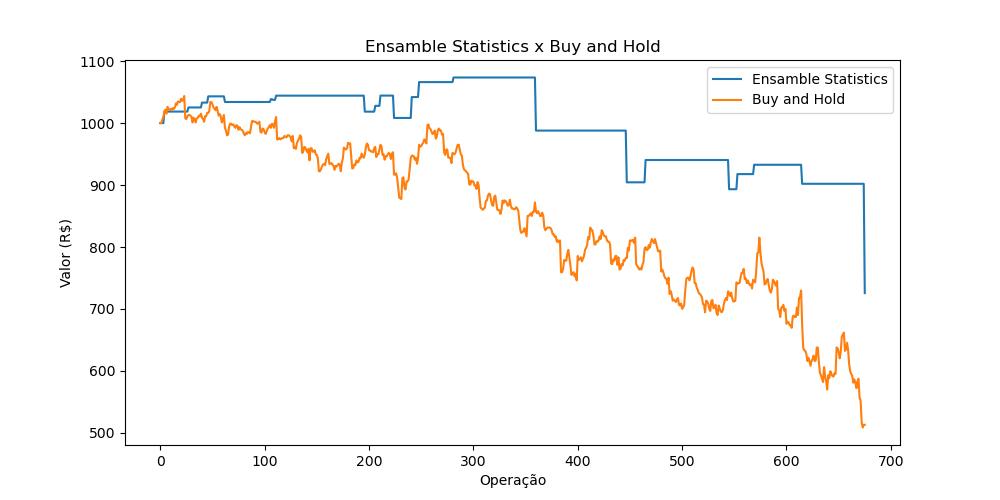 Ensamble Statistics x Buy and Hold
Ensamble Statistics
Buy and Hold
Valor (R$)
1100
1000
900
800
700
600
500
0 100 200 300 400 500 600 700
Operação